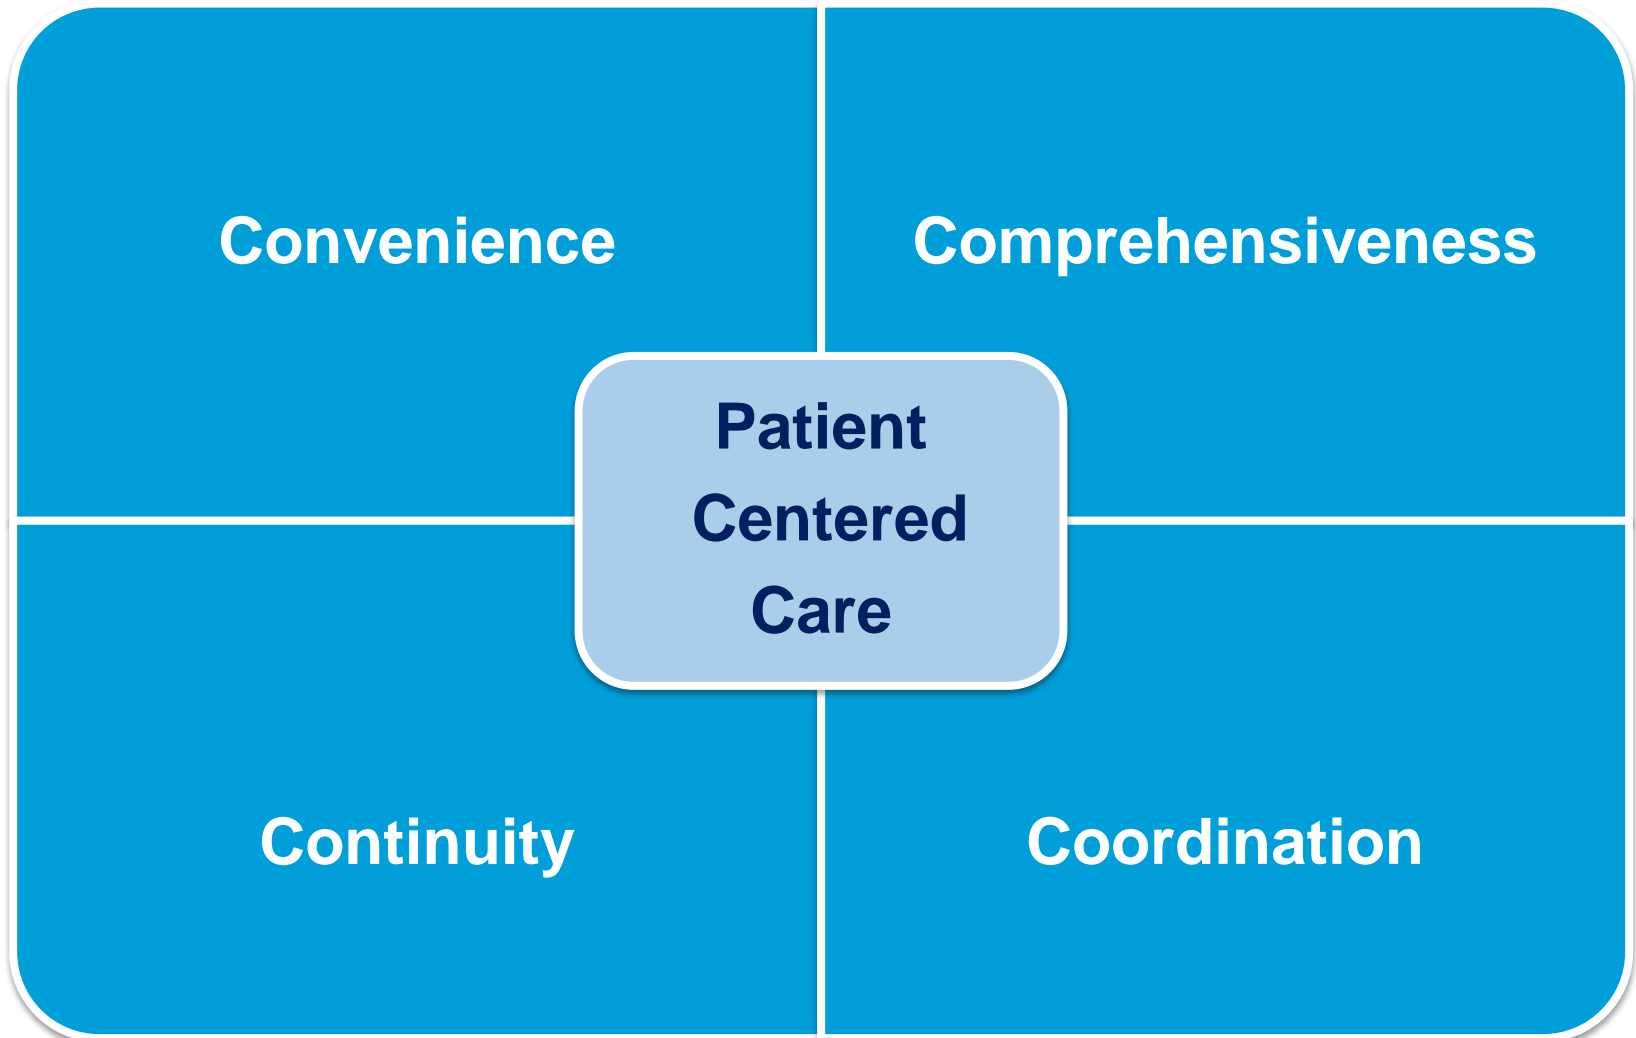 Convenience
Comprehensiveness
Patient
Centered
Care
Continuity
Coordination